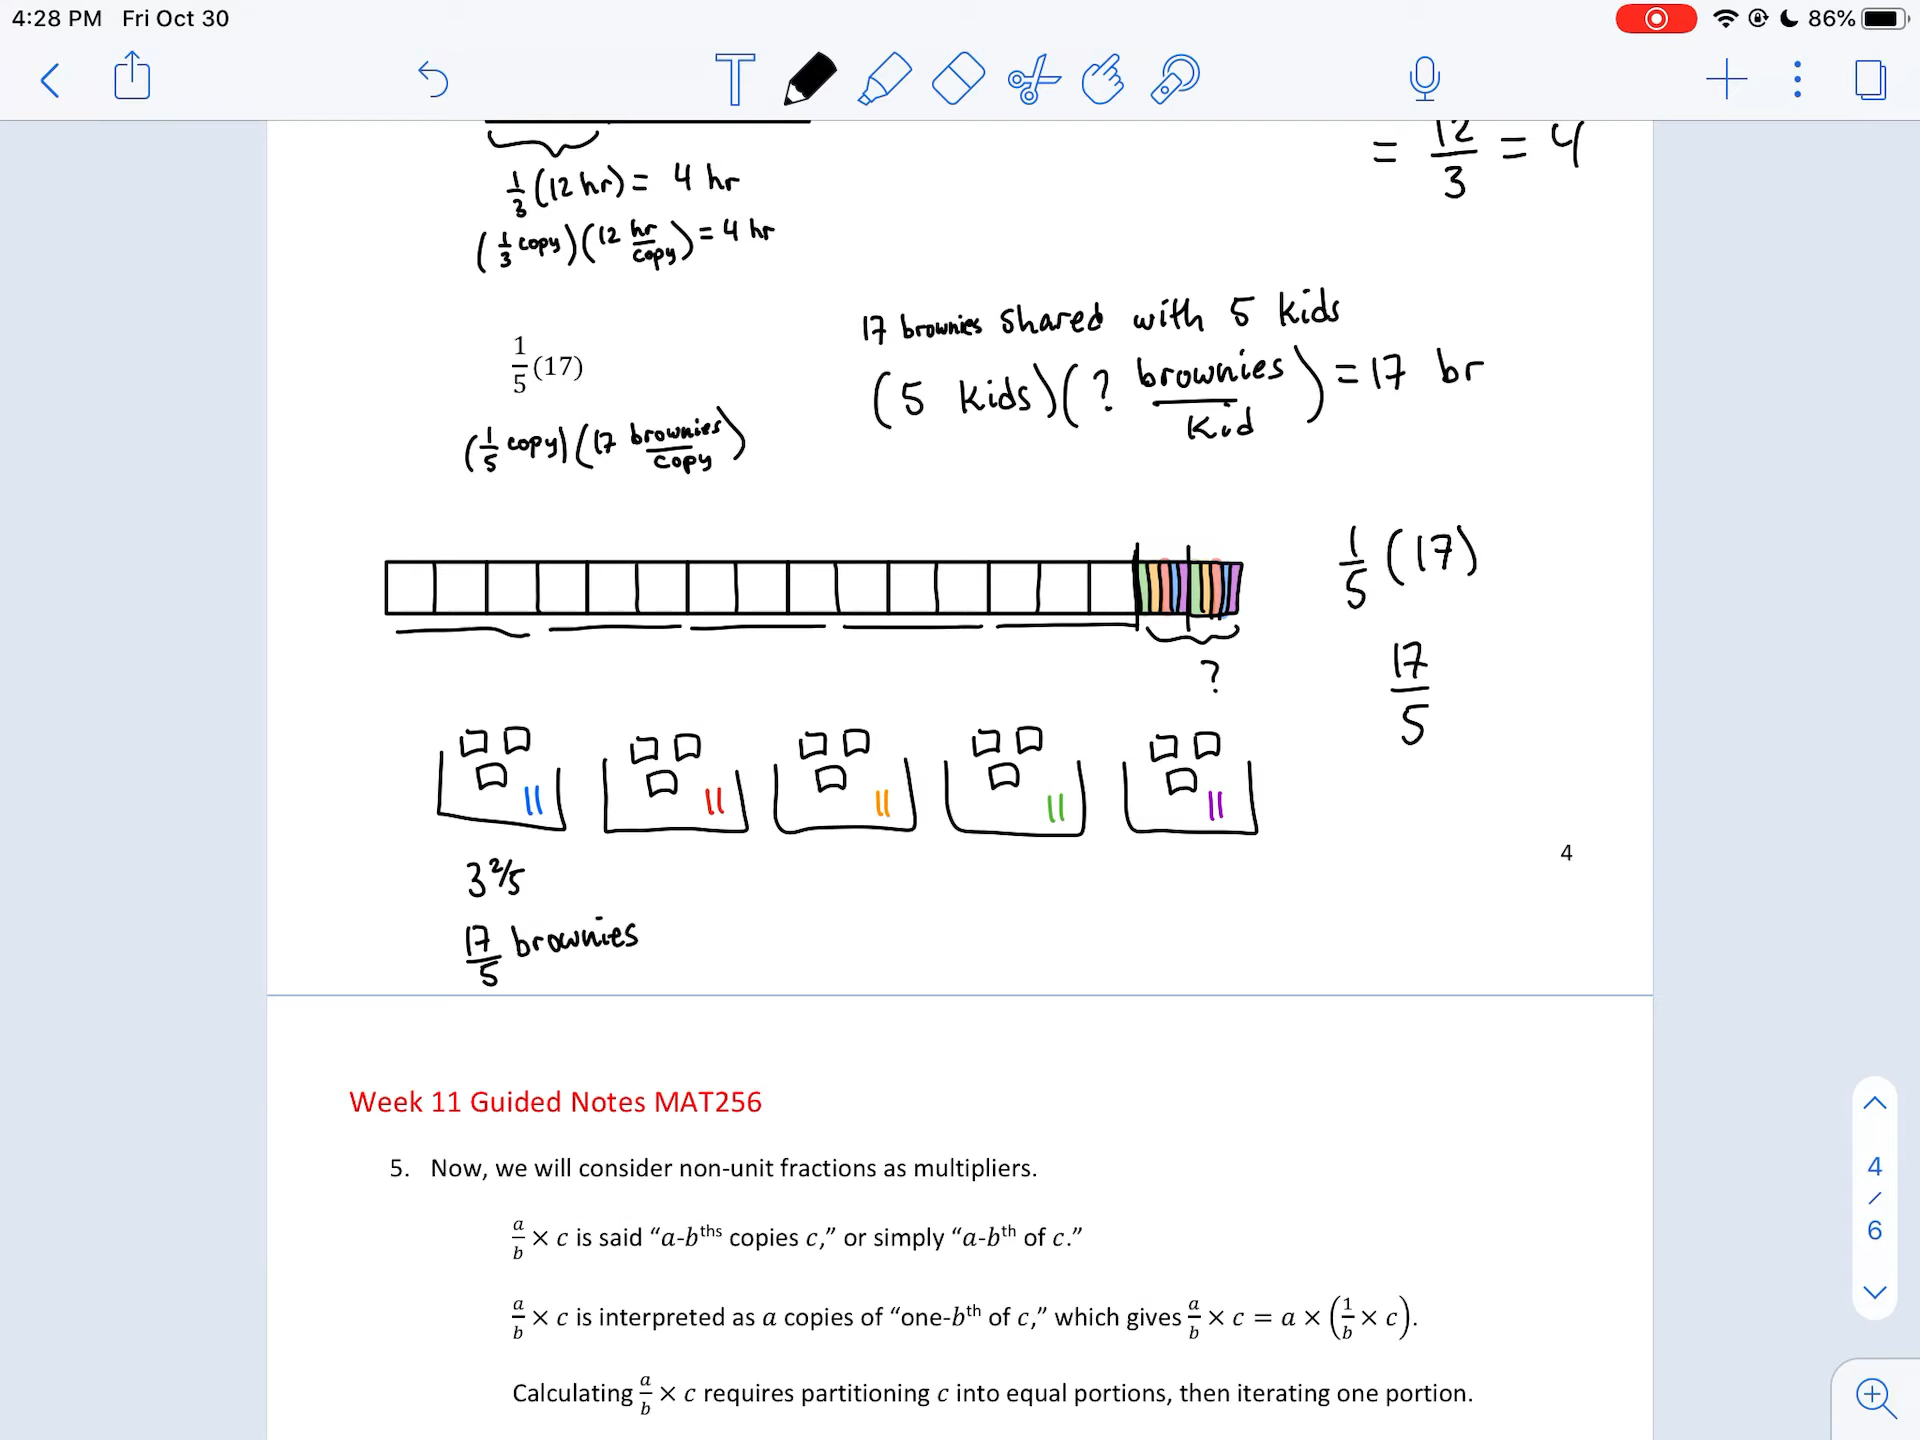 4:28 PM Fri Oct 30
86%
T
= 12/3 = 4
1/3 (12 hr) = 4 hr
(1/3 copy)(12 hr/copy) = 4 hr
17 brownies shared with 5 kids
1/5 (17)
(5 kids)(? brownies/kid) = 17 br
(1/5 copy)(17 brownies/copy)
1/5 (17)
?
17/5
4
3 2/5
17/5 brownies
Week 11 Guided Notes MAT256
5. Now, we will consider non-unit fractions as multipliers.
a/b × c is said “a-bths copies c,” or simply “a-bth of c.”
a/b × c is interpreted as a copies of “one-bth of c,” which gives a/b × c = a × (1/b × c).
Calculating a/b × c requires partitioning c into equal portions, then iterating one portion.
4
/
6